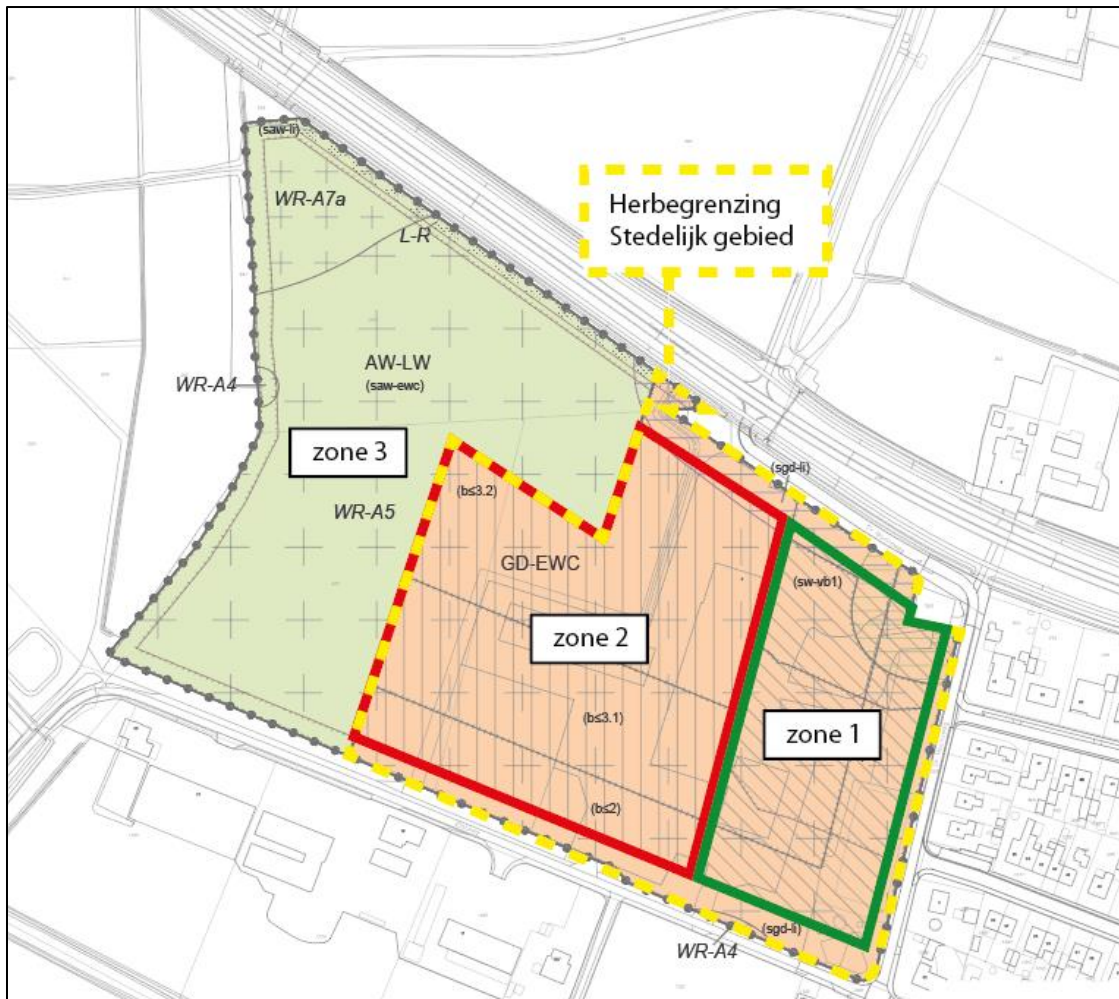 (saw-li)
WR-A7a
L-R
Herbegrenzing
Stedelijk gebied
AW-LW
(saw-ewc)
WR-A4
zone 3
WR-A5
(b≤3.2)
GD-EWC
(sgd-li)
(sw-vb1)
zone 2
(b≤3.1)
zone 1
(b≤2)
(sgd-li)
WR-A4